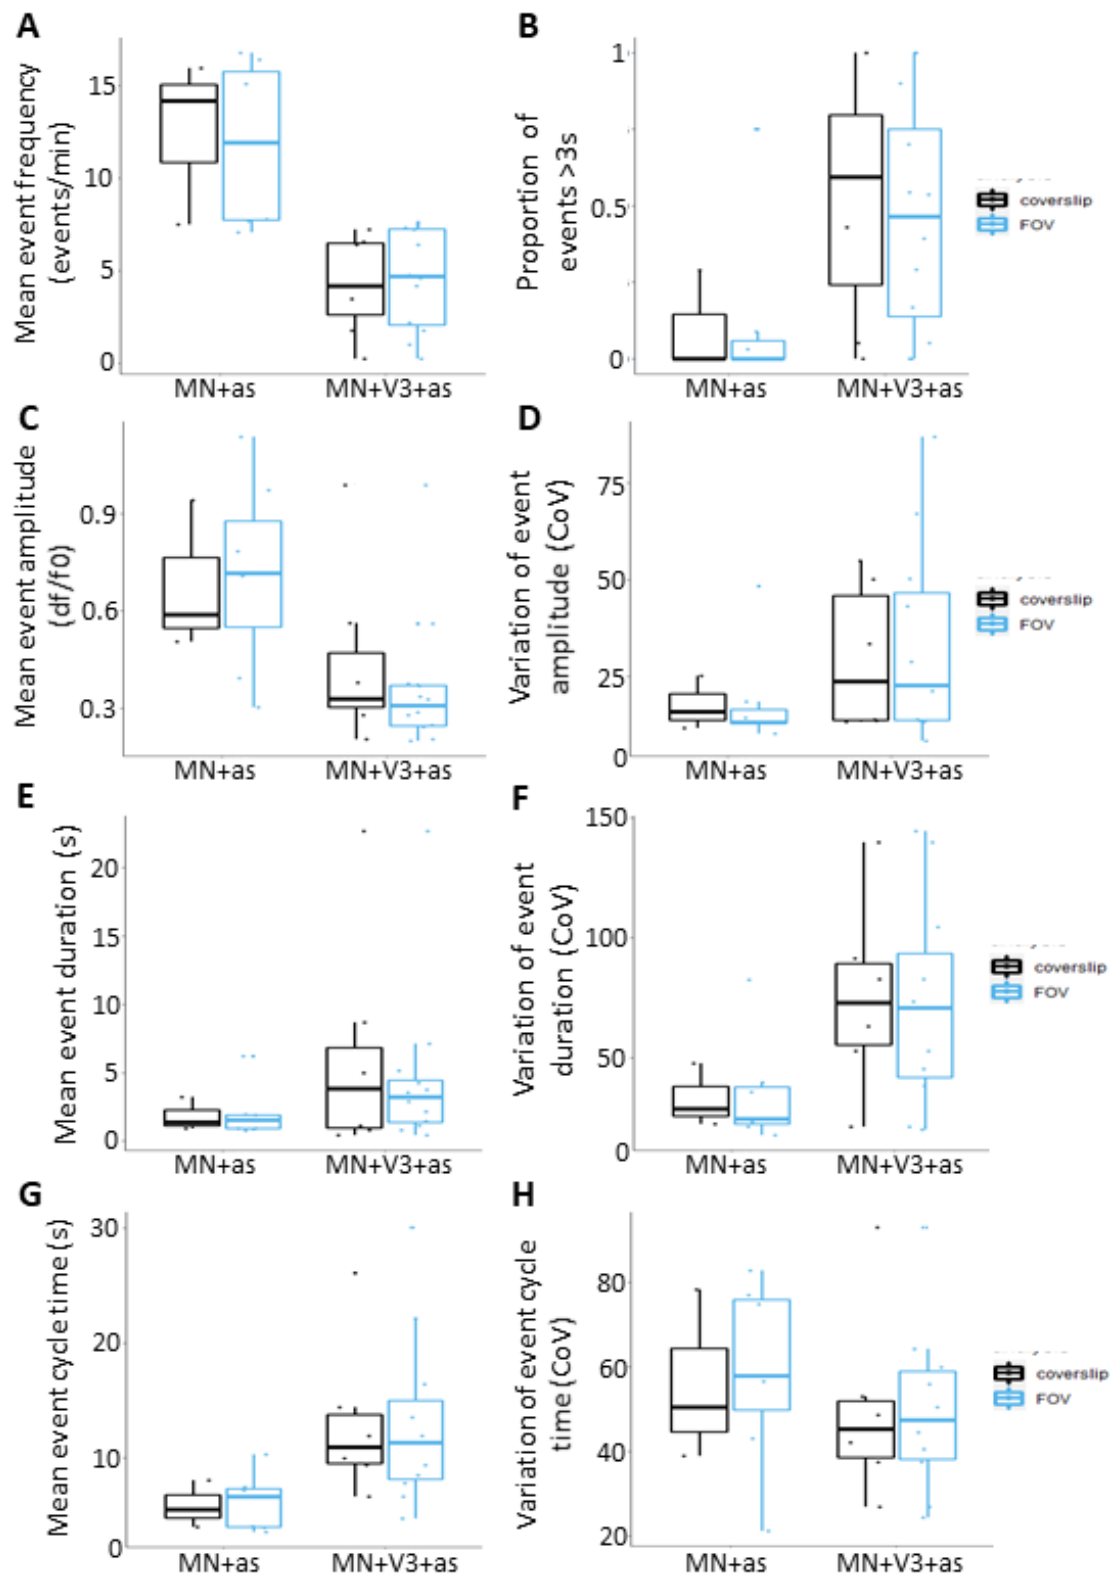 A
Mean event frequency
(events/min)
15
10
5
0
MN+as MN+V3+as
B
Proportion of
events >3s
1
0.5
0
MN+as MN+V3+as
coverslip
FOV
C
Mean event amplitude
(df/f0)
0.9
0.6
0.3
MN+as MN+V3+as
D
Variation of event
amplitude (CoV)
75
50
25
0
MN+as MN+V3+as
coverslip
FOV
E
Mean event duration (s)
20
10
5
0
MN+as MN+V3+as
F
Variation of event
duration (CoV)
150
100
50
0
MN+as MN+V3+as
coverslip
FOV
G
Mean event cycle time (s)
30
20
10
0
MN+as MN+V3+as
H
Variation of event cycle
time (CoV)
80
60
40
20
MN+as MN+V3+as
coverslip
FOV